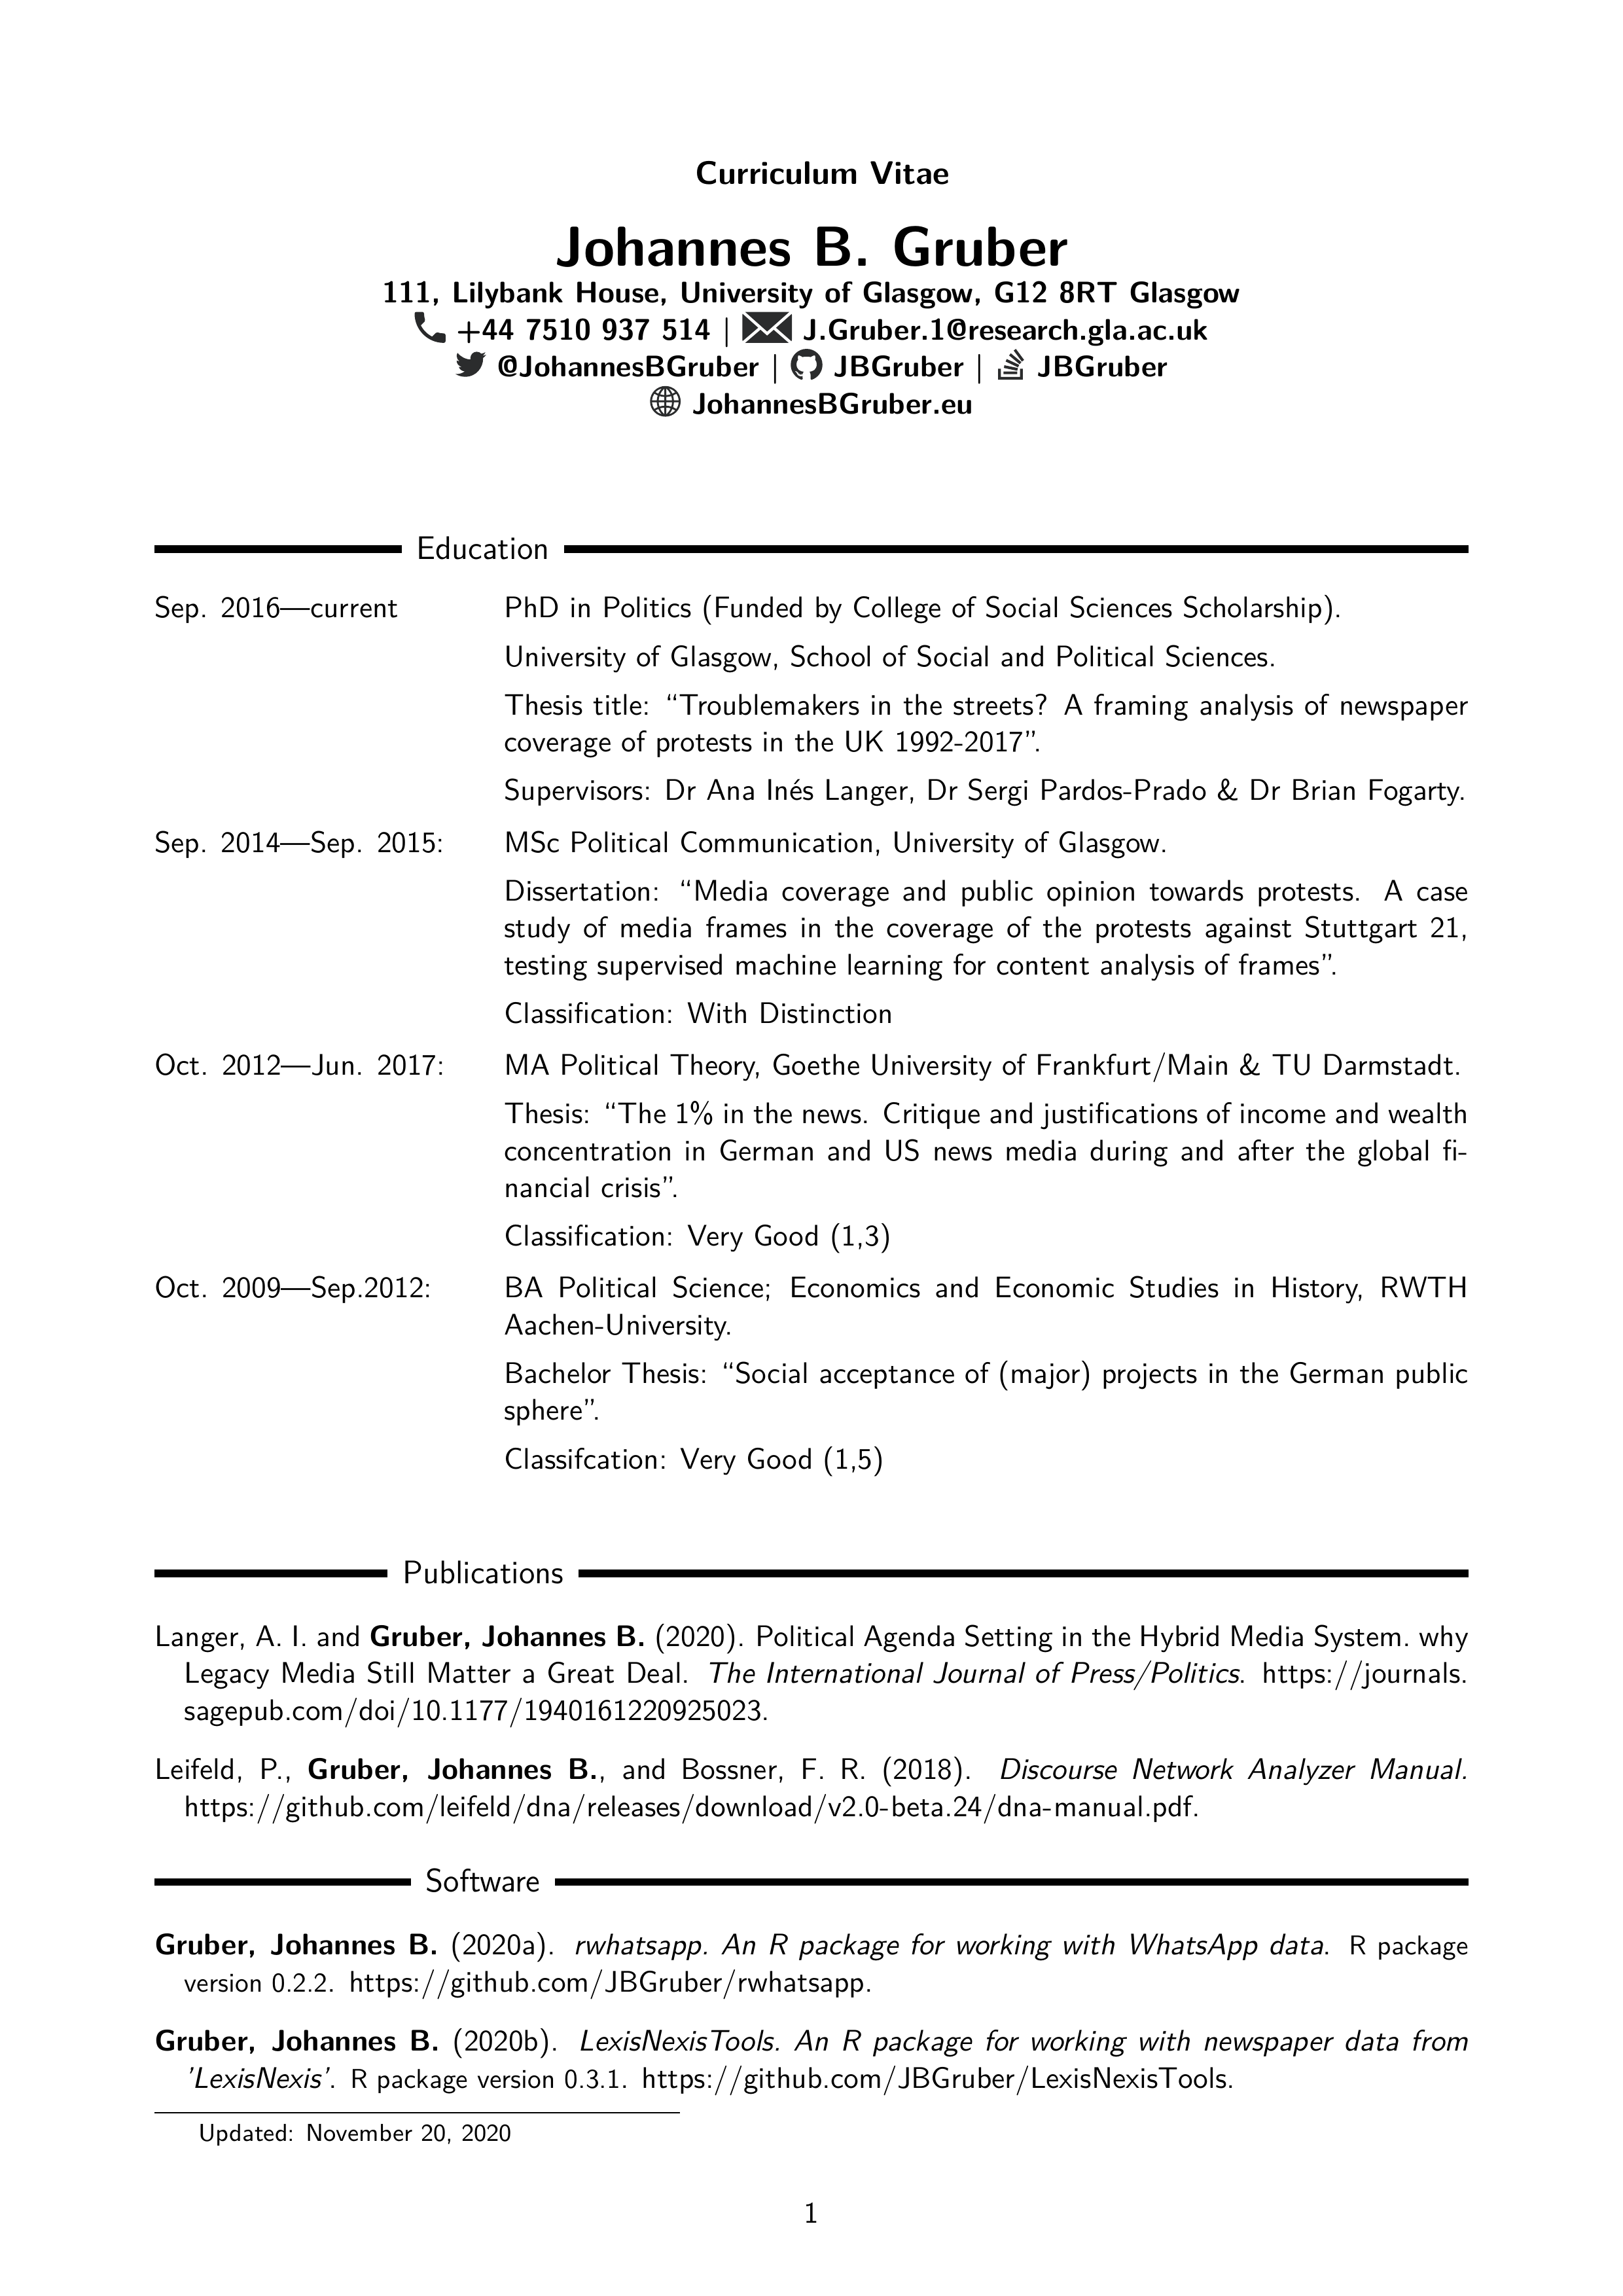 Curriculum Vitae
Johannes B. Gruber
111, Lilybank House, University of Glasgow, G12 8RT Glasgow
+44 7510 937 514 | J.Gruber.1@research.gla.ac.uk
@JohannesBGruber | JBGruber | JBGruber
JohannesBGruber.eu
Education
Sep. 2016—current PhD in Politics (Funded by College of Social Sciences Scholarship).
University of Glasgow, School of Social and Political Sciences.
Thesis title: “Troublemakers in the streets? A framing analysis of newspaper
coverage of protests in the UK 1992-2017”.
Supervisors: Dr Ana Inés Langer, Dr Sergi Pardos-Prado & Dr Brian Fogarty.
Sep. 2014—Sep. 2015: MSc Political Communication, University of Glasgow.
Dissertation: “Media coverage and public opinion towards protests. A case
study of media frames in the coverage of the protests against Stuttgart 21,
testing supervised machine learning for content analysis of frames”.
Classification: With Distinction
Oct. 2012—Jun. 2017: MA Political Theory, Goethe University of Frankfurt/Main & TU Darmstadt.
Thesis: “The 1% in the news. Critique and justifications of income and wealth
concentration in German and US news media during and after the global fi-
nancial crisis”.
Classification: Very Good (1,3)
Oct. 2009—Sep.2012: BA Political Science; Economics and Economic Studies in History, RWTH
Aachen-University.
Bachelor Thesis: “Social acceptance of (major) projects in the German public
sphere”.
Classifcation: Very Good (1,5)
Publications
Langer, A. I. and Gruber, Johannes B. (2020). Political Agenda Setting in the Hybrid Media System. why
Legacy Media Still Matter a Great Deal. The International Journal of Press/Politics. https://journals.
sagepub.com/doi/10.1177/1940161220925023.
Leifeld, P., Gruber, Johannes B., and Bossner, F. R. (2018). Discourse Network Analyzer Manual.
https://github.com/leifeld/dna/releases/download/v2.0-beta.24/dna-manual.pdf.
Software
Gruber, Johannes B. (2020a). rwhatsapp. An R package for working with WhatsApp data. R package
version 0.2.2. https://github.com/JBGruber/rwhatsapp.
Gruber, Johannes B. (2020b). LexisNexisTools. An R package for working with newspaper data from
'LexisNexis'. R package version 0.3.1. https://github.com/JBGruber/LexisNexisTools.
Updated: November 20, 2020
1